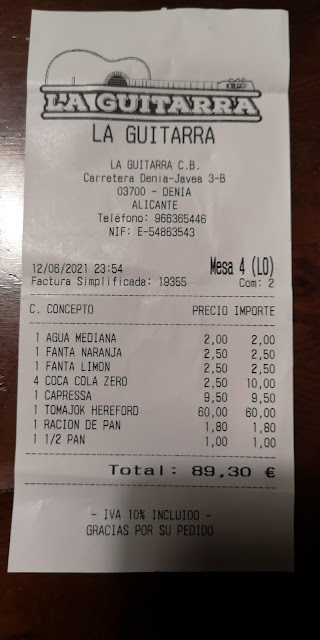 LA GUITARRA
LA GUITARRA
LA GUITARRA C.B.
Carretera Denia-Javea 3-B
03700 - DENIA
ALICANTE
Teléfono: 966365446
NIF: E-54863543
12/06/2021 23:54 Mesa 4 (LO)
Factura Simplificada: 19355 Com: 2
C. CONCEPTO PRECIO IMPORTE
1 AGUA MEDIANA 2,00 2,00
1 FANTA NARANJA 2,50 2,50
1 FANTA LIMON 2,50 2,50
4 COCA COLA ZERO 2,50 10,00
1 CAPRESSA 9,50 9,50
1 TOMAJOK HEREFORD 60,00 60,00
1 RACION DE PAN 1,80 1,80
1 1/2 PAN 1,00 1,00
Total: 89,30 €
- IVA 10% INCLUIDO -
GRACIAS POR SU PEDIDO